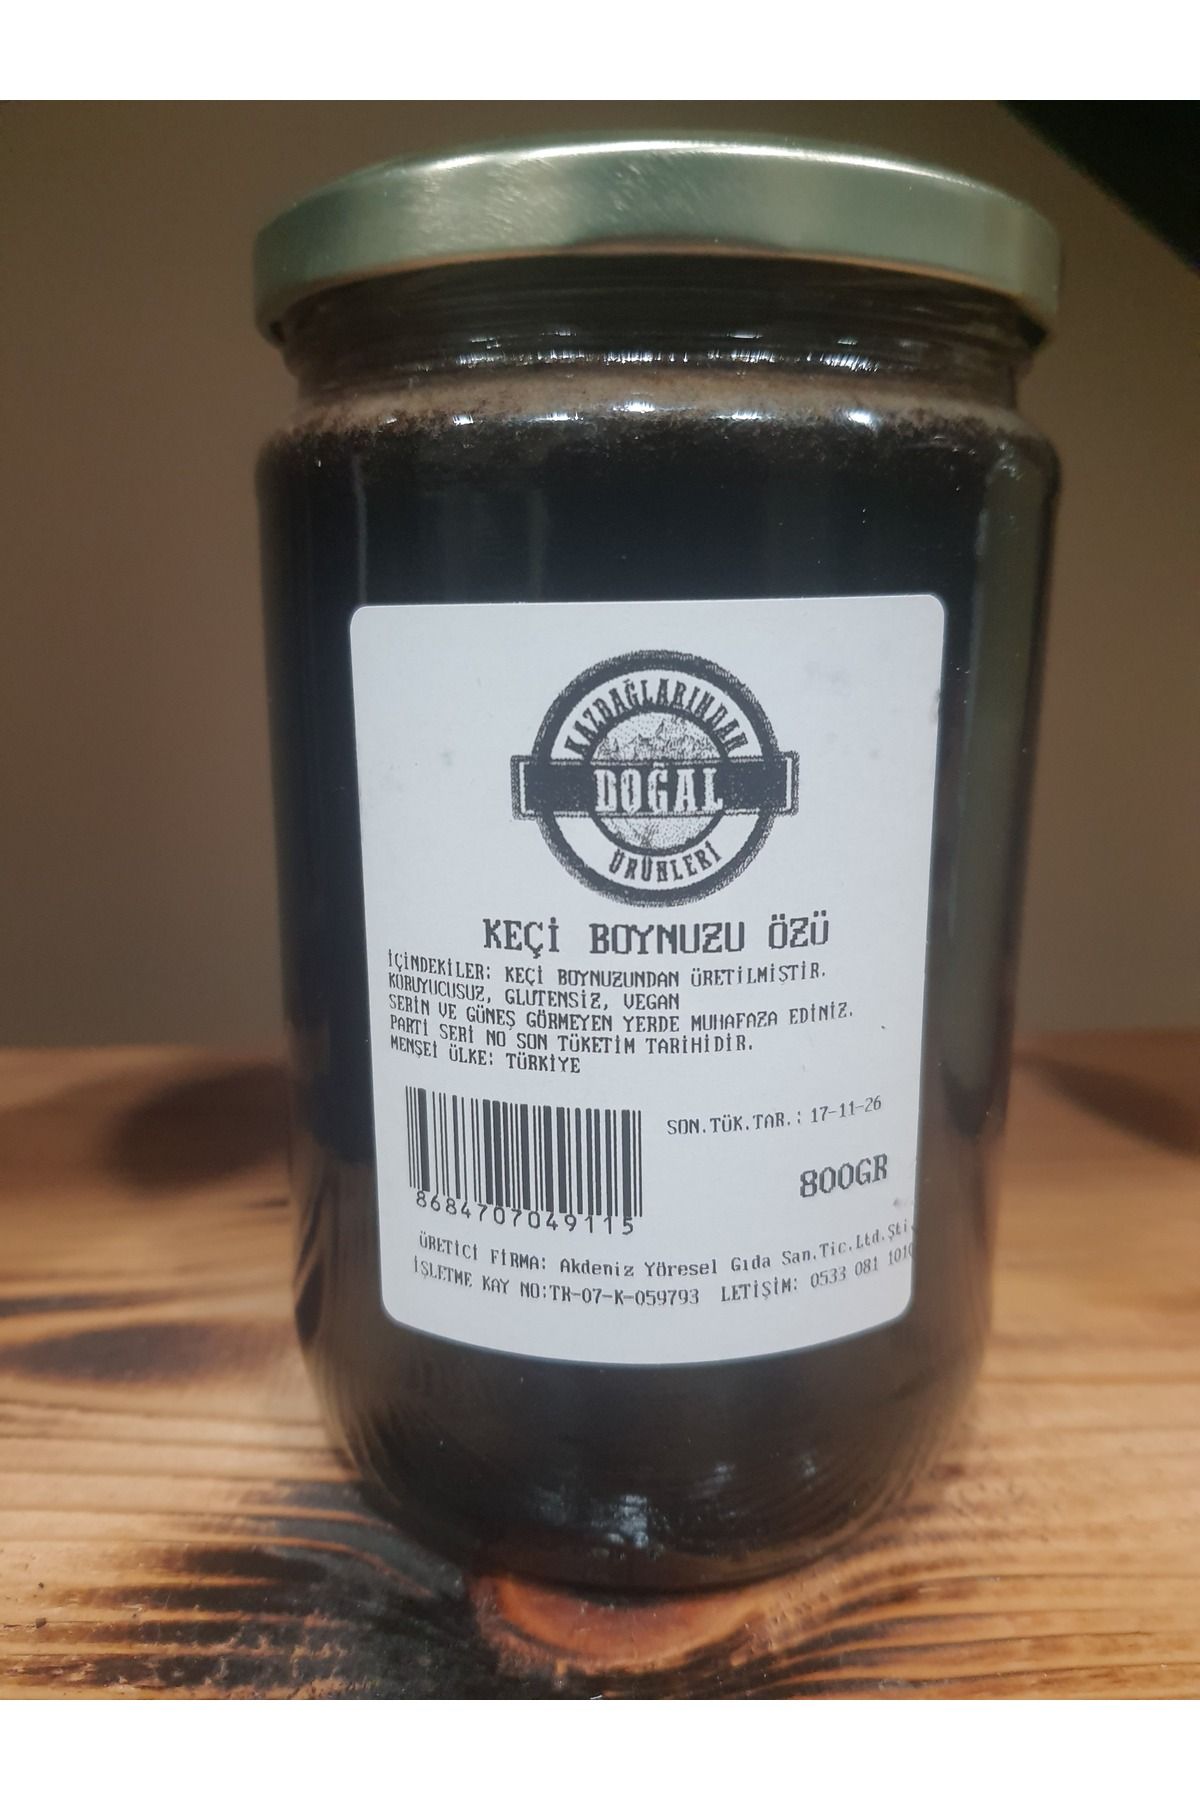 KAZDAĞLARINDAN
DOĞAL
ÜRÜNLERİ
KEÇİ BOYNUZU ÖZÜ
İÇİNDEKİLER: KEÇİ BOYNUZUNDAN ÜRETİLMİŞTİR.
KORUYUCUSUZ, GLUTENSİZ, VEGAN
SERİN VE GÜNEŞ GÖRMEYEN YERDE MUHAFAZA EDİNİZ.
PARTİ SERİ NO SON TÜKETİM TARİHİDİR.
MENŞEİ ÜLKE: TÜRKİYE
SON.TÜK.TAR.: 17-11-26
800GR
8684707049115
ÜRETİCİ FİRMA: Akdeniz Yöresel Gıda San.Tic.Ltd.Şti.
İŞLETME KAY NO:TR-07-K-059793 LETİŞİM: 0533 081 1010